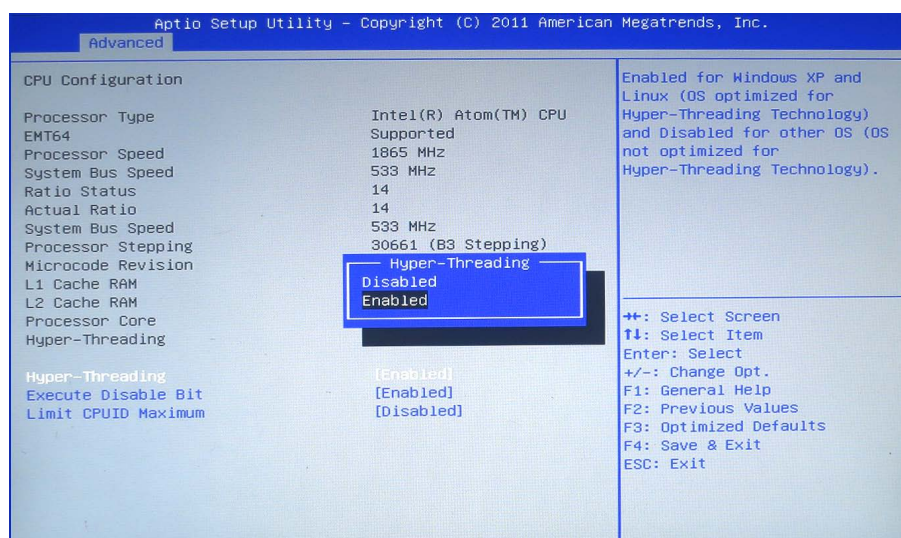 Aptio Setup Utility – Copyright (C) 2011 American Megatrends, Inc.
Advanced
CPU Configuration
Processor Type Intel(R) Atom(TM) CPU
EMT64 Supported
Processor Speed 1865 MHz
System Bus Speed 533 MHz
Ratio Status 14
Actual Ratio 14
System Bus Speed 533 MHz
Processor Stepping 30661 (B3 Stepping)
Microcode Revision
L1 Cache RAM
L2 Cache RAM
Processor Core
Hyper-Threading
Hyper-Threading [Enabled]
Execute Disable Bit [Enabled]
Limit CPUID Maximum [Disabled]
Hyper-Threading
Disabled
Enabled
Enabled for Windows XP and
Linux (OS optimized for
Hyper-Threading Technology)
and Disabled for other OS (OS
not optimized for
Hyper-Threading Technology).
→←: Select Screen
↑↓: Select Item
Enter: Select
+/-: Change Opt.
F1: General Help
F2: Previous Values
F3: Optimized Defaults
F4: Save & Exit
ESC: Exit